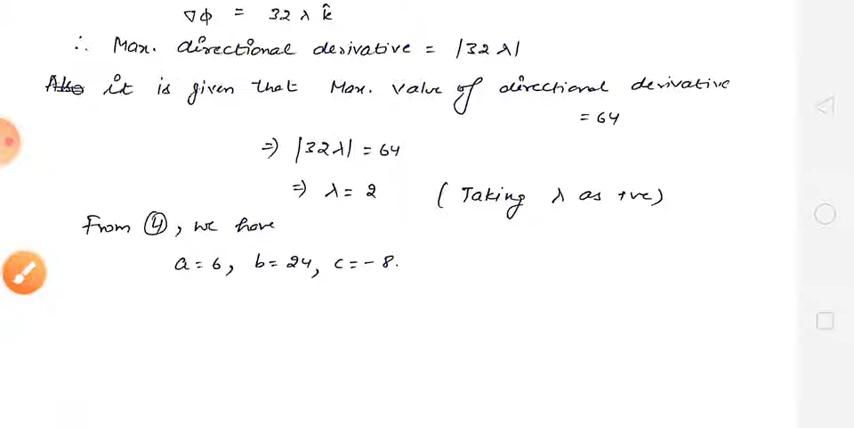 ∇φ = 32 λ k̂
∴ Max. directional derivative = |32 λ|
Also it is given that Max. value of directional derivative
= 64
⇒ |32 λ| = 64
⇒ λ = 2 ( Taking λ as +ve)
From ④, we have
a = 6, b = 24, c = - 8.